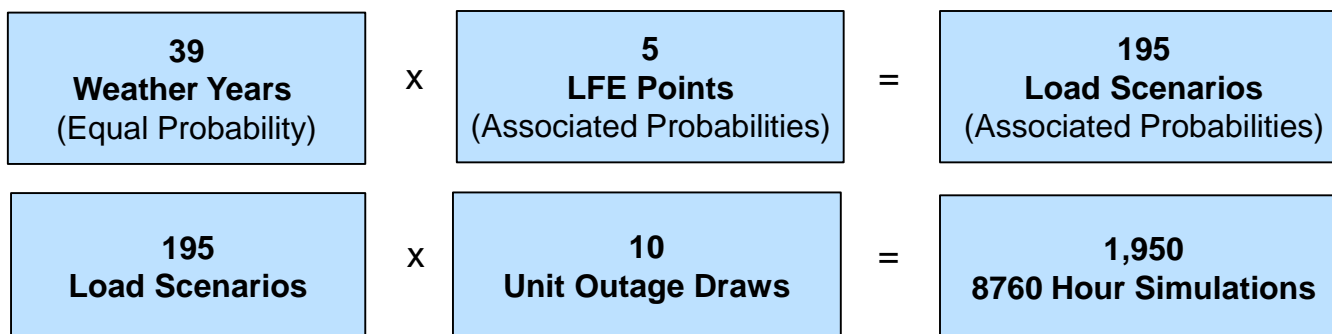 39
Weather Years
(Equal Probability)
x
5
LFE Points
(Associated Probabilities)
=
195
Load Scenarios
(Associated Probabilities)
195
Load Scenarios
x
10
Unit Outage Draws
=
1,950
8760 Hour Simulations